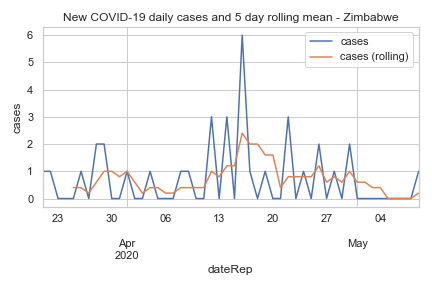 New COVID-19 daily cases and 5 day rolling mean - Zimbabwe
cases
cases (rolling)
cases
6
5
4
3
2
1
0
23 30 06 13 20 27 04
Apr May
2020
dateRep